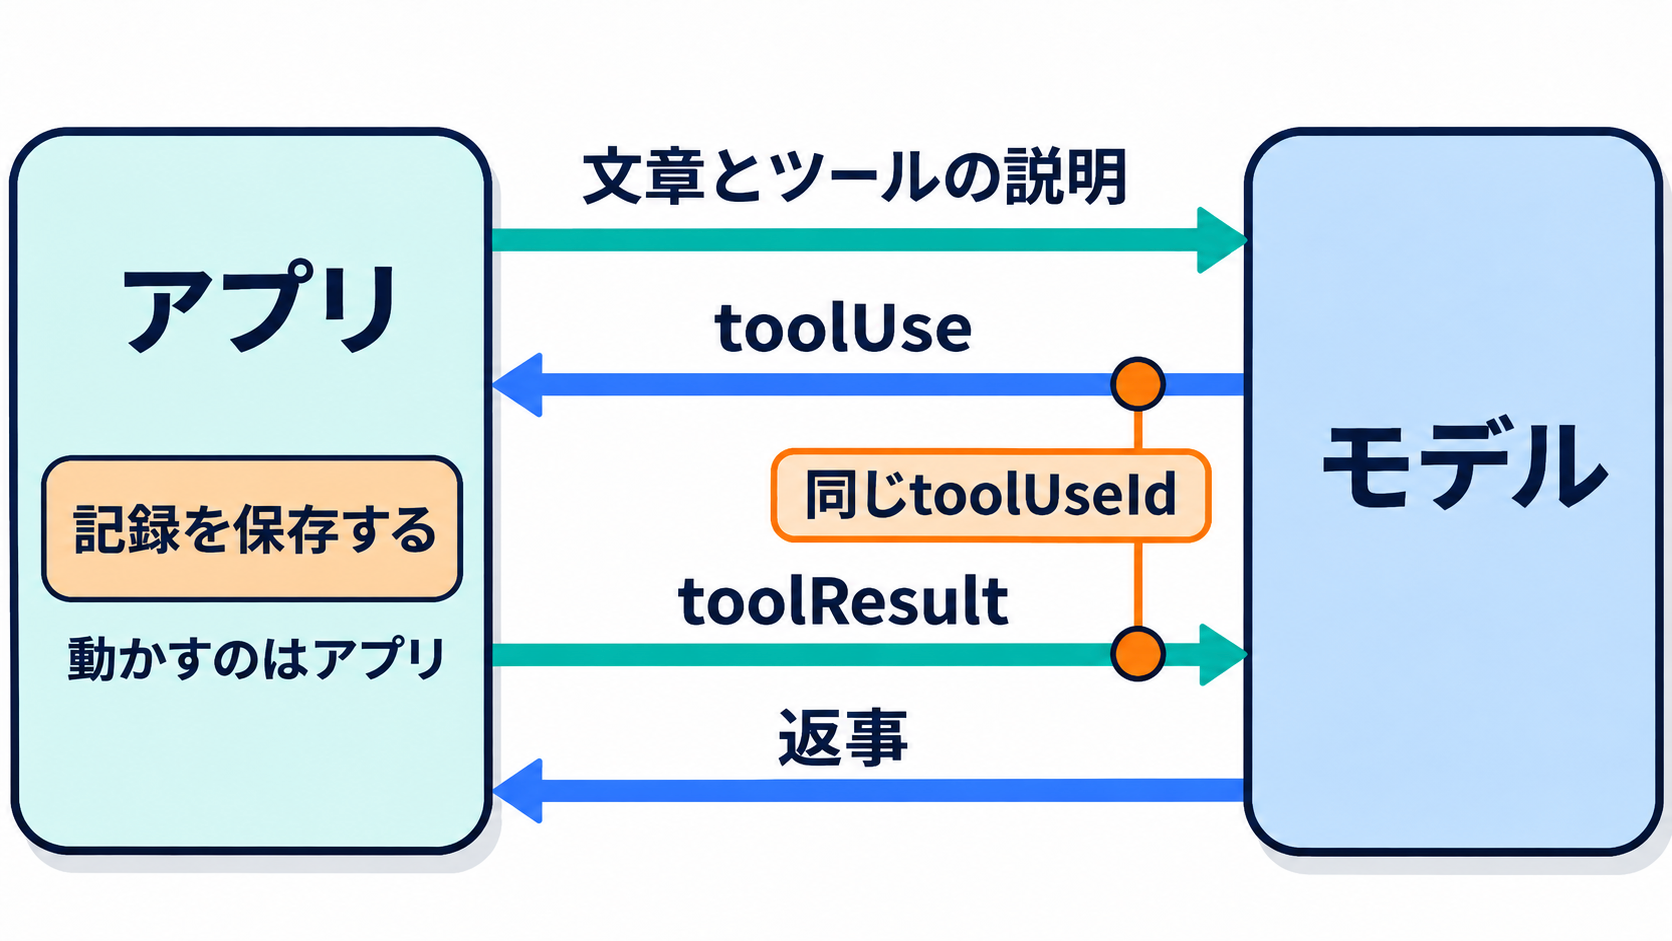 文章とツールの説明
アプリ
toolUse
モデル
同じtoolUseId
記録を保存する
toolResult
動かすのはアプリ
返事